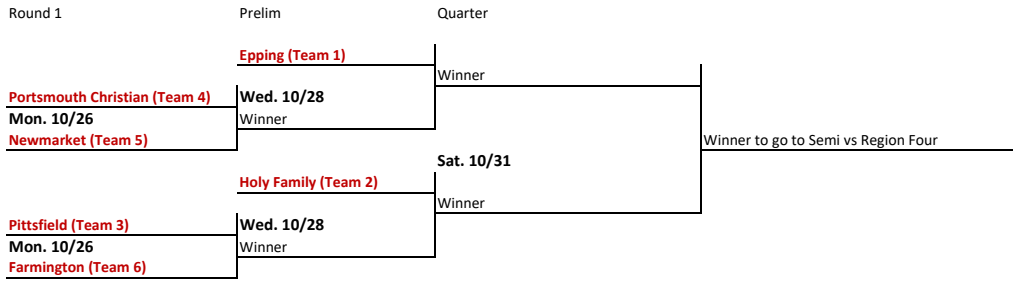 Round 1 Prelim Quarter
Epping (Team 1)
Winner
Portsmouth Christian (Team 4) Wed. 10/28
Mon. 10/26 Winner
Newmarket (Team 5) Winner to go to Semi vs Region Four
Sat. 10/31
Holy Family (Team 2)
Winner
Pittsfield (Team 3) Wed. 10/28
Mon. 10/26 Winner
Farmington (Team 6)